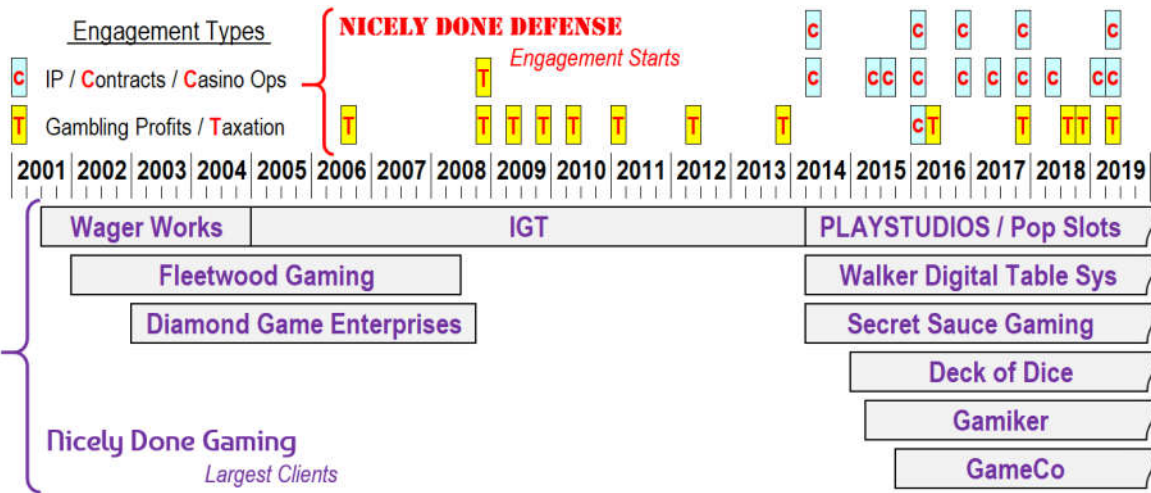 Engagement Types
NICELY DONE DEFENSE
Engagement Starts
C IP / Contracts / Casino Ops
T Gambling Profits / Taxation
C C C C C
T C C C C C C C C C C
T T T T T T T T C T T T T T
2001 2002 2003 2004 2005 2006 2007 2008 2009 2010 2011 2012 2013 2014 2015 2016 2017 2018 2019
Wager Works IGT PLAYSTUDIOS / Pop Slots
Fleetwood Gaming Walker Digital Table Sys
Diamond Game Enterprises Secret Sauce Gaming
Deck of Dice
Gamiker
GameCo
Nicely Done Gaming
Largest Clients